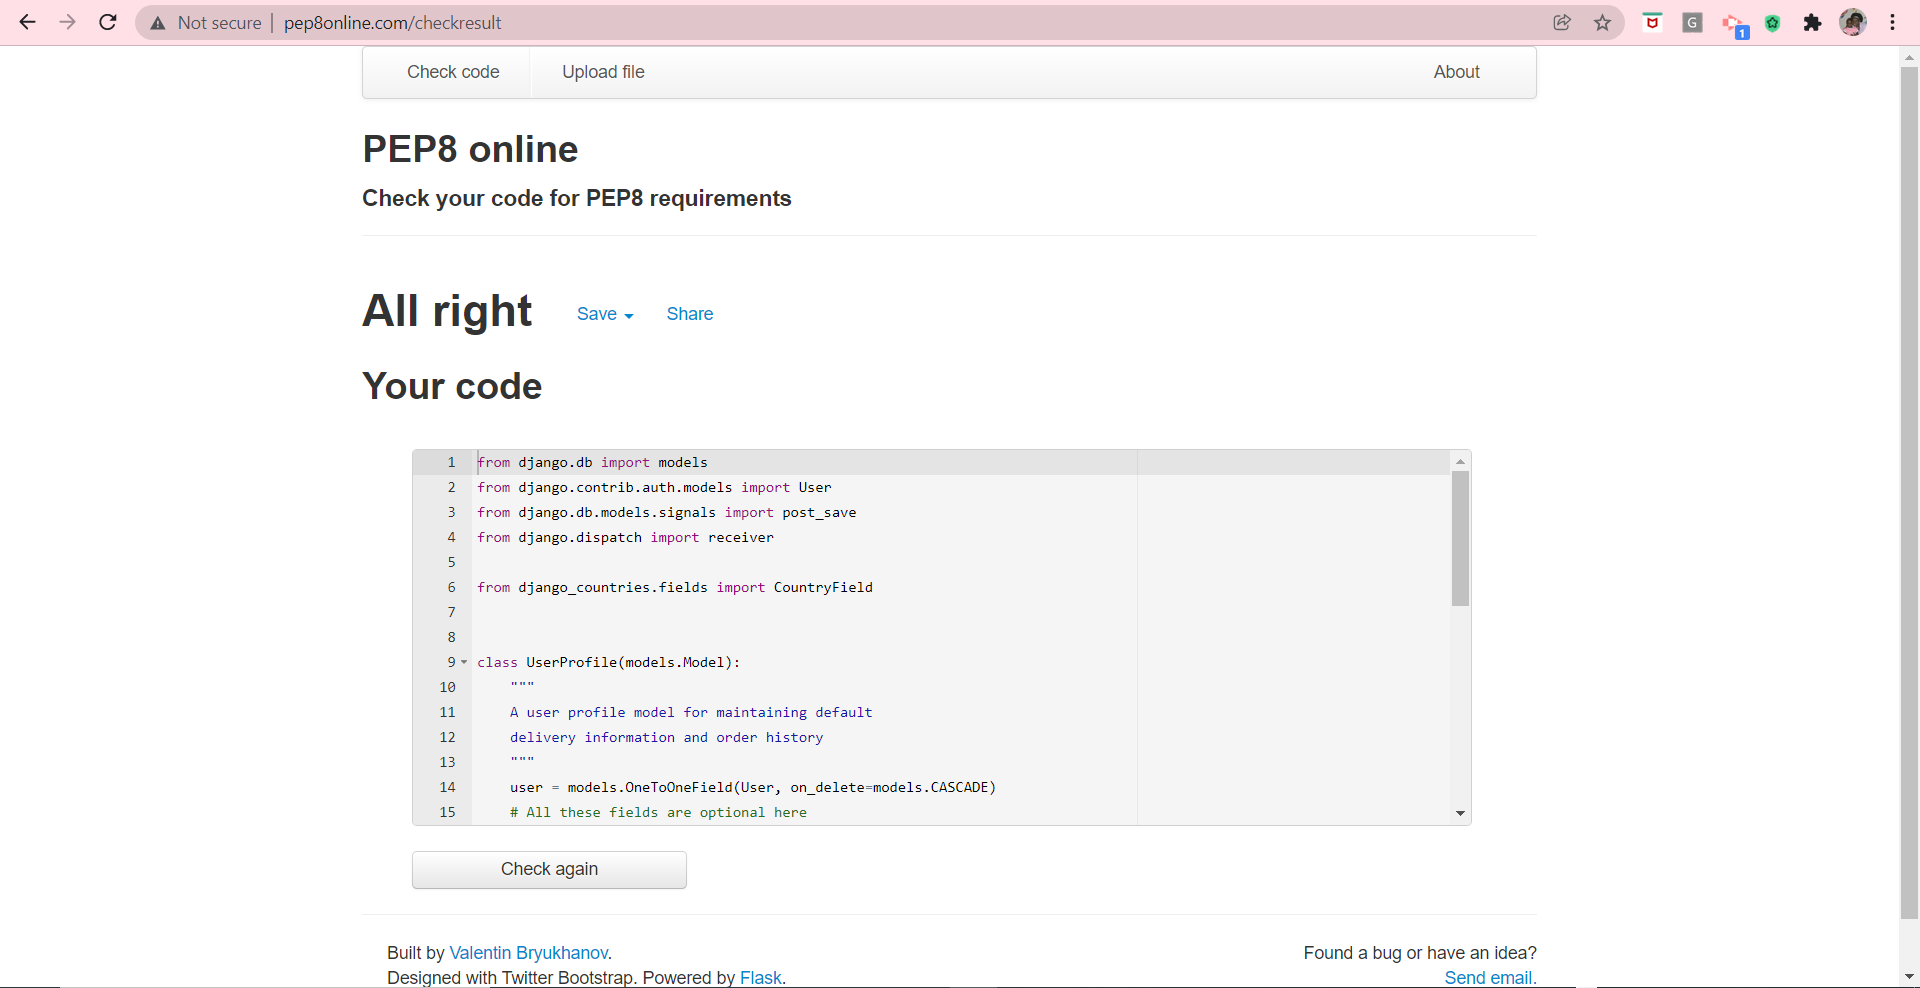 Not secure | pep8online.com/checkresult
G
1
Check code
Upload file
About
PEP8 online
Check your code for PEP8 requirements
All right
Save
Share
Your code
1 from django.db import models
2 from django.contrib.auth.models import User
3 from django.db.models.signals import post_save
4 from django.dispatch import receiver
5
6 from django_countries.fields import CountryField
7
8
9 class UserProfile(models.Model):
10     """
11     A user profile model for maintaining default
12     delivery information and order history
13     """
14     user = models.OneToOneField(User, on_delete=models.CASCADE)
15     # All these fields are optional here
Check again
Built by Valentin Bryukhanov.
Designed with Twitter Bootstrap. Powered by Flask.
Found a bug or have an idea?
Send email.